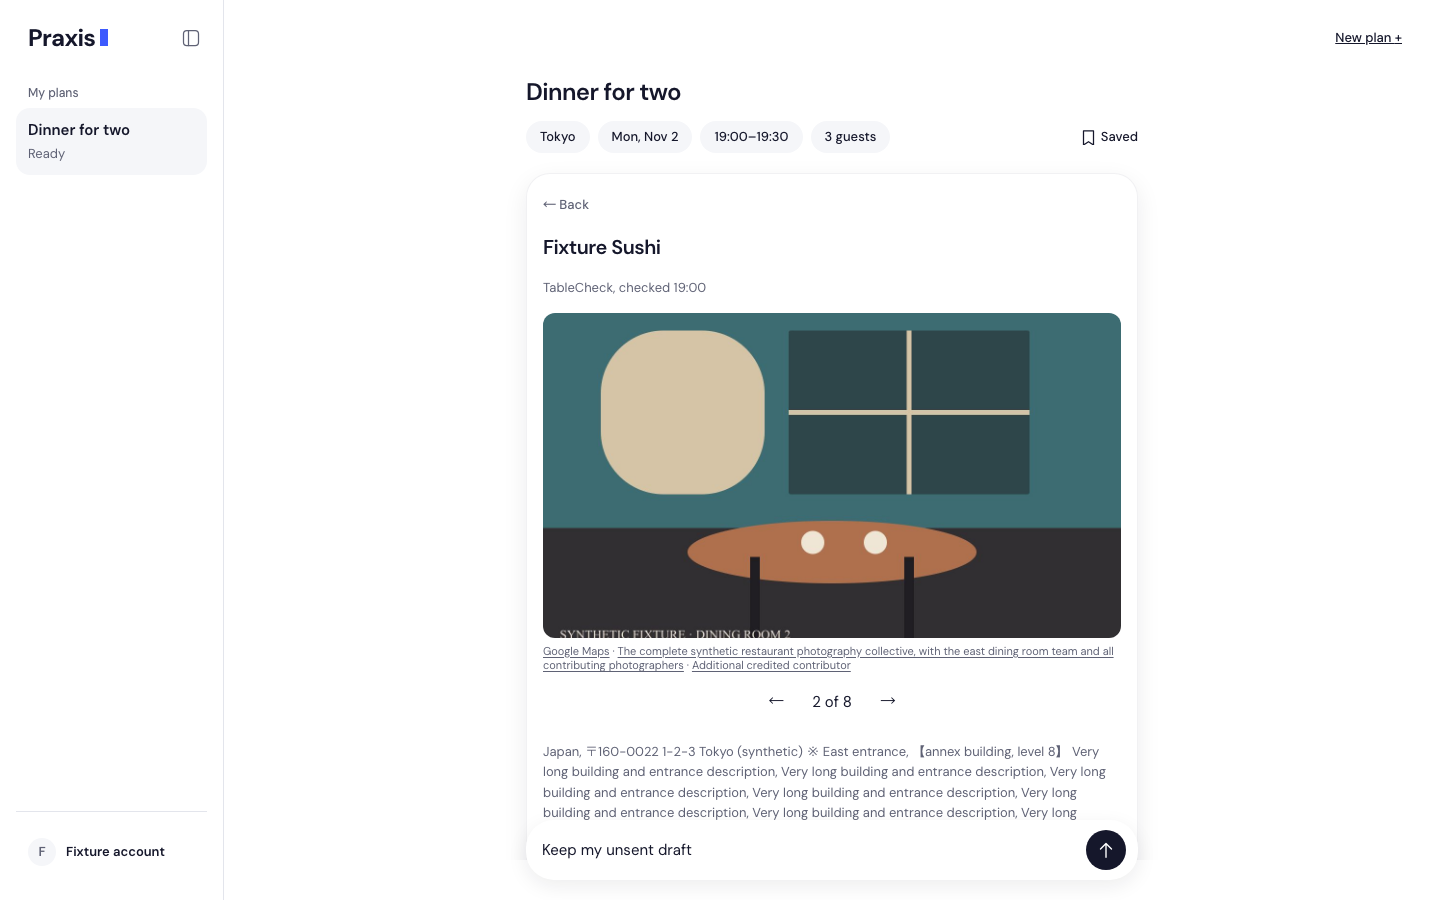 Praxis
New plan +
My plans
Dinner for two
Ready
Dinner for two
Tokyo
Mon, Nov 2
19:00–19:30
3 guests
Saved
← Back
Fixture Sushi
TableCheck, checked 19:00
SYNTHETIC FIXTURE · DINING ROOM 2
Google Maps · The complete synthetic restaurant photography collective, with the east dining room team and all
contributing photographers · Additional credited contributor
← 2 of 8 →
Japan, 〒160-0022 1-2-3 Tokyo (synthetic) ※ East entrance, 【annex building, level 8】 Very
long building and entrance description, Very long building and entrance description, Very long
building and entrance description, Very long building and entrance description, Very long
building and entrance description, Very long building and entrance description, Very long
Keep my unsent draft
F
Fixture account